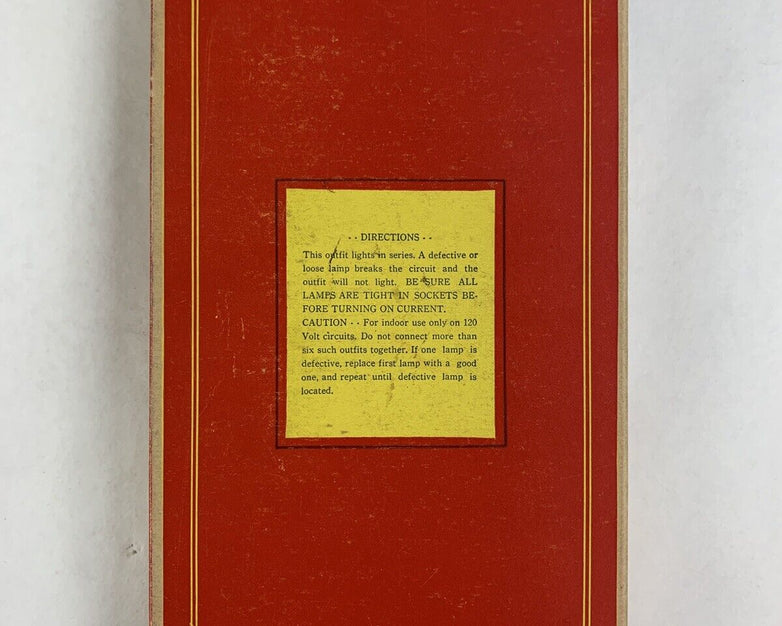 - - DIRECTIONS - -
This outfit lights in series. A defective or
loose lamp breaks the circuit and the
outfit will not light. BE SURE ALL
LAMPS ARE TIGHT IN SOCKETS BE-
FORE TURNING ON CURRENT.
CAUTION - - For indoor use only on 120
Volt circuits. Do not connect more than
six such outfits together. If one lamp is
defective, replace first lamp with a good
one, and repeat until defective lamp is
located.